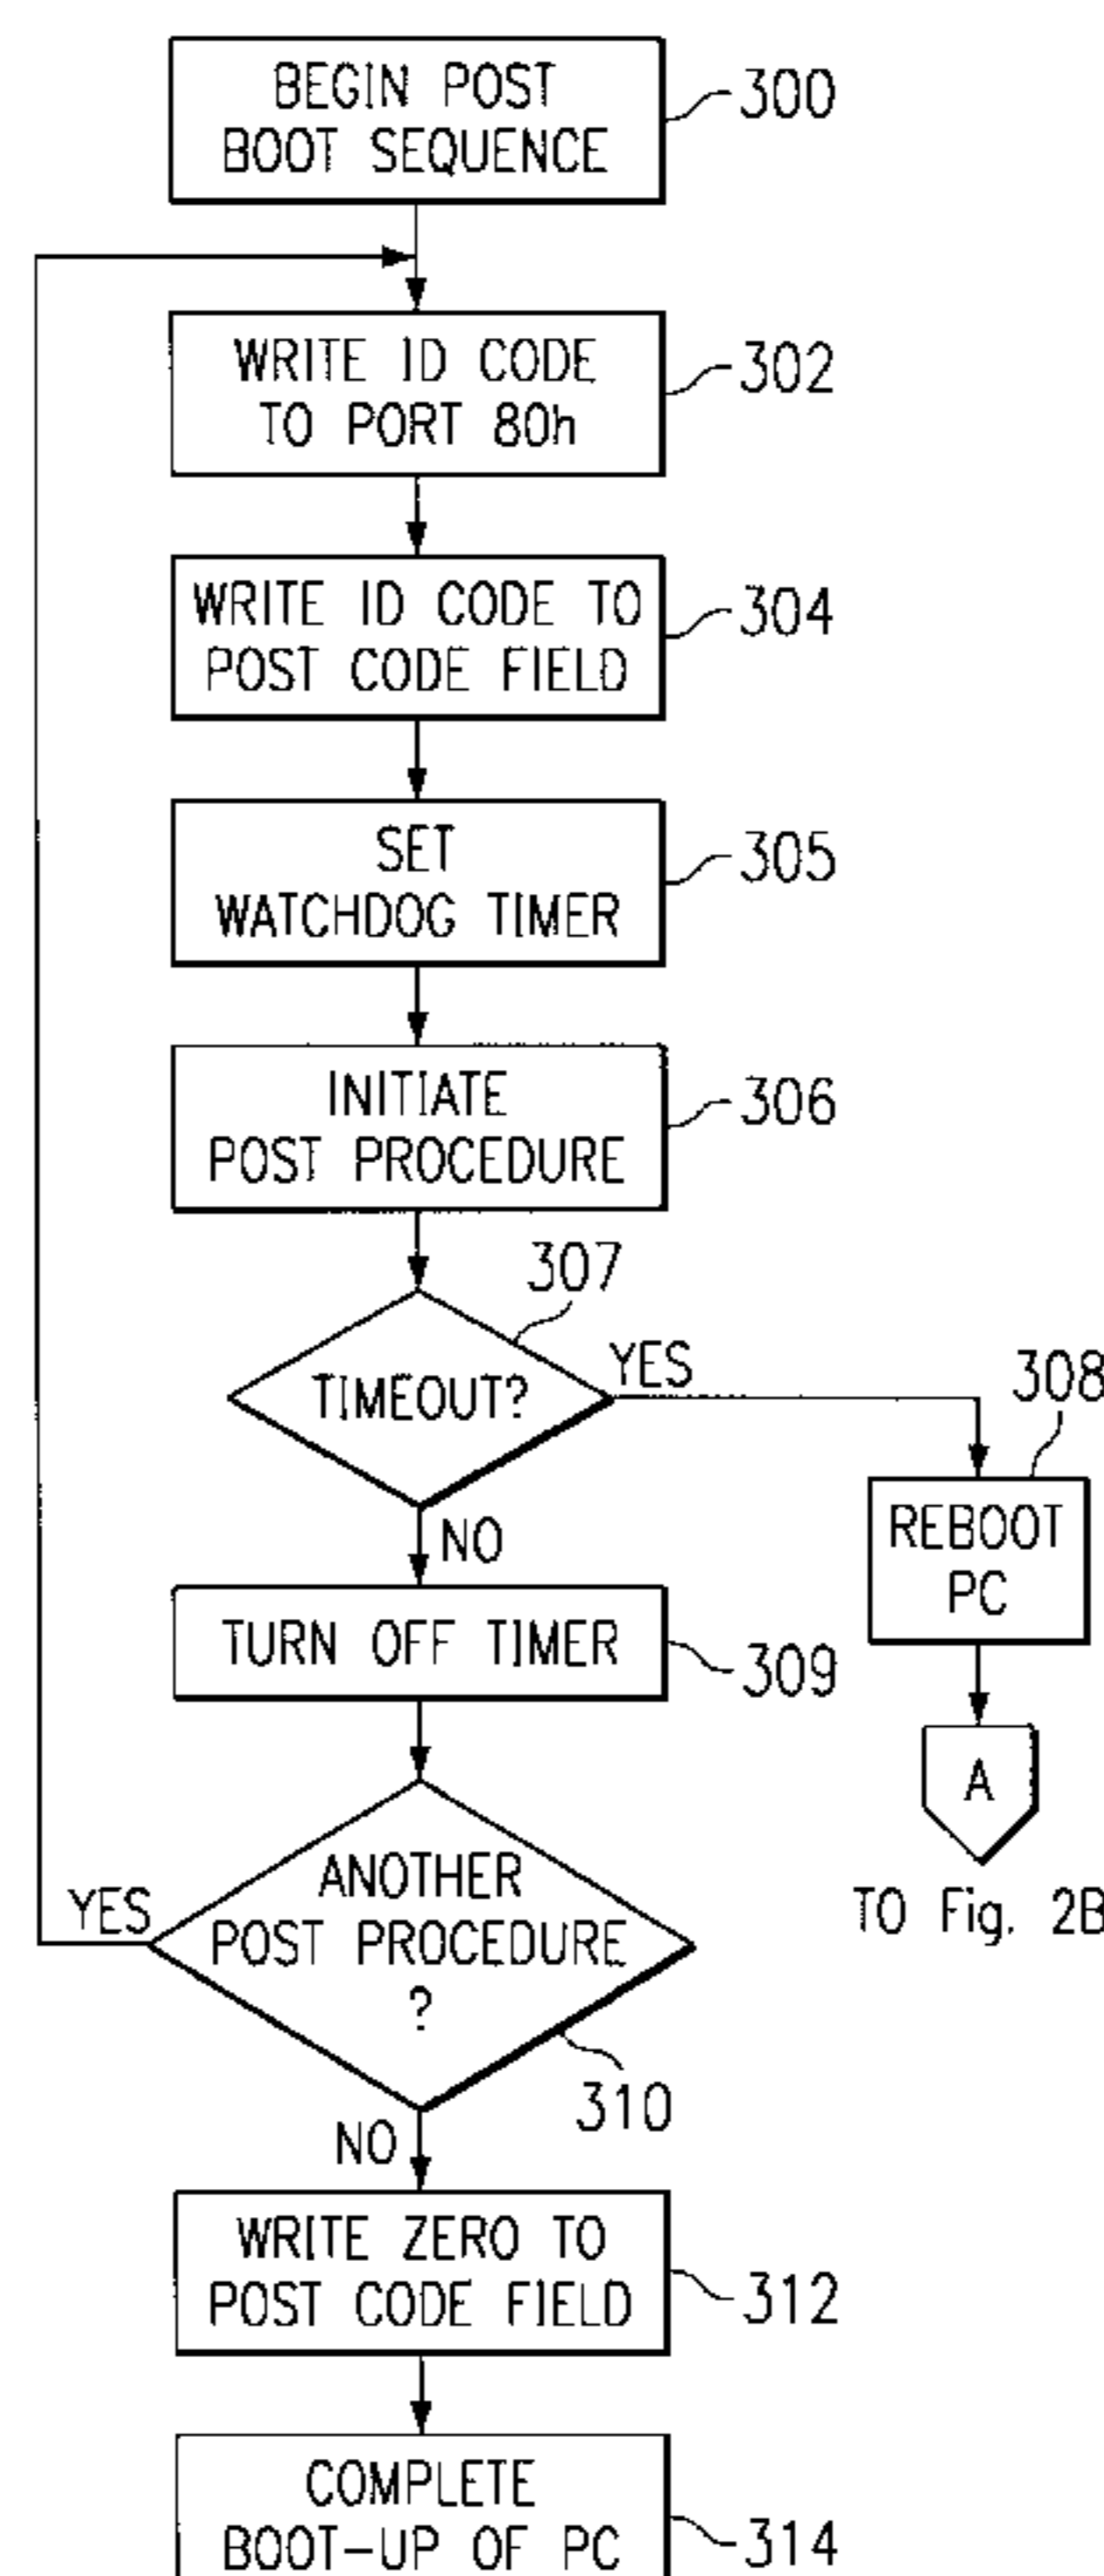 BEGIN POST
BOOT SEQUENCE
300
WRITE ID CODE
TO PORT 80h
302
WRITE ID CODE TO
POST CODE FIELD
304
SET
WATCHDOG TIMER
305
INITIATE
POST PROCEDURE
306
307
TIMEOUT?
YES
308
REBOOT
PC
NO
TURN OFF TIMER
309
A
TO Fig. 2B
ANOTHER
POST PROCEDURE
?
YES
310
NO
WRITE ZERO TO
POST CODE FIELD
312
COMPLETE
BOOT-UP OF PC
314